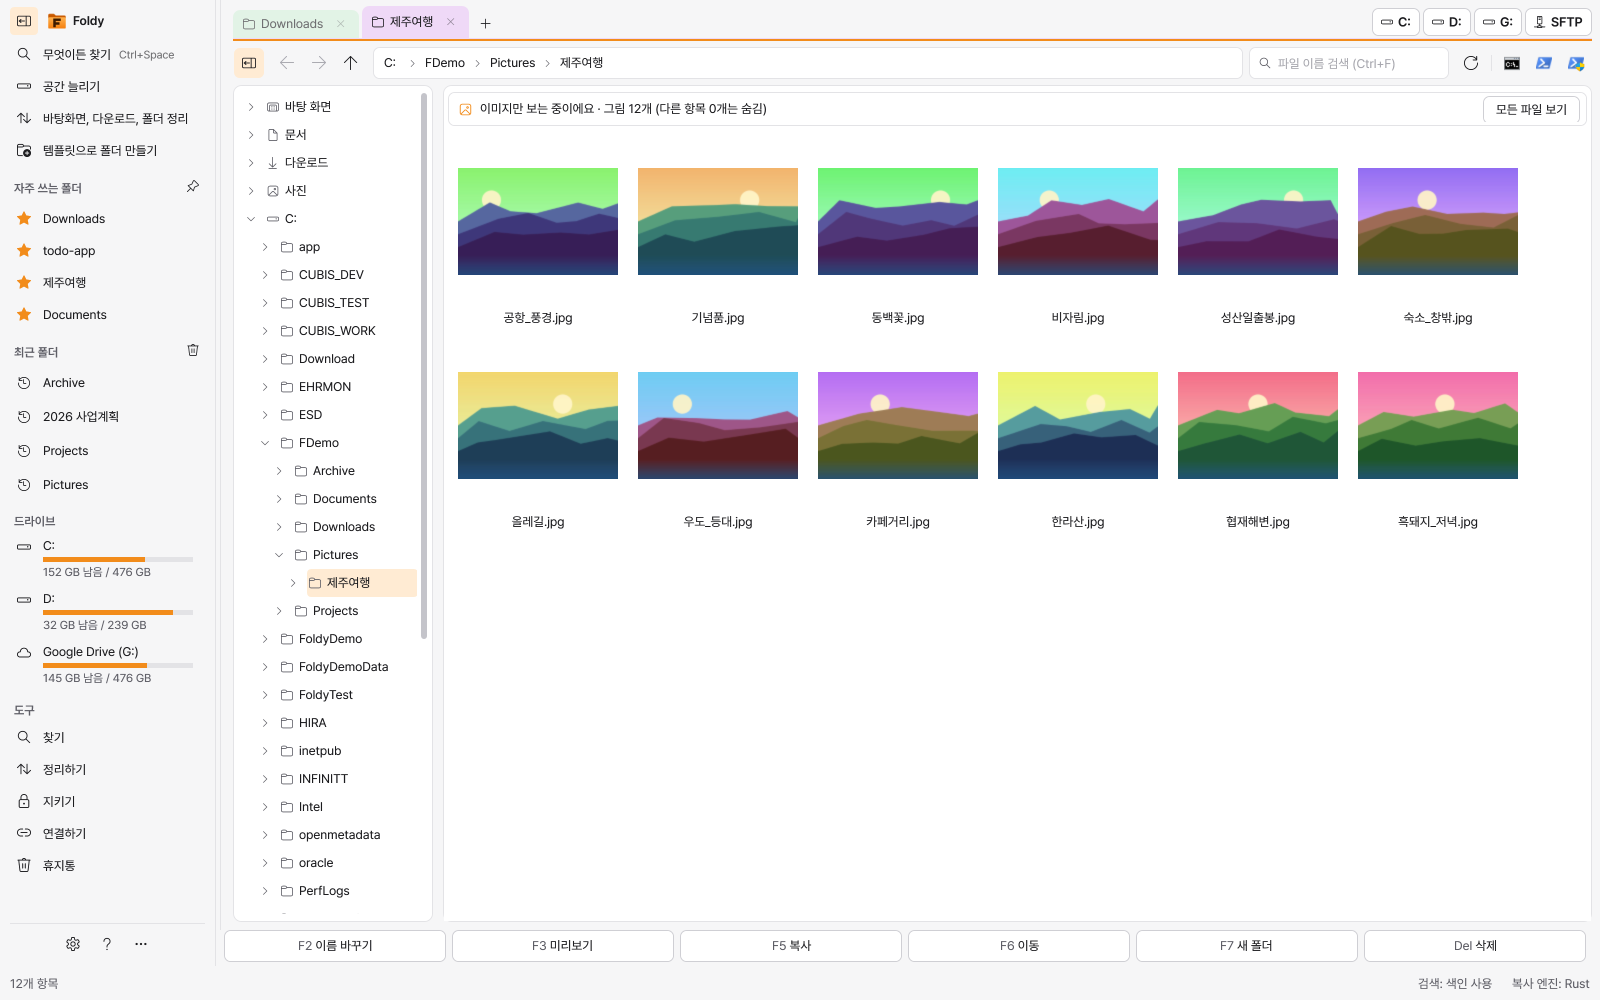 Foldy
무엇이든 찾기 Ctrl+Space
공간 늘리기
바탕화면, 다운로드, 폴더 정리
템플릿으로 폴더 만들기
자주 쓰는 폴더
Downloads
todo-app
제주여행
Documents
최근 폴더
Archive
2026 사업계획
Projects
Pictures
드라이브
C:
152 GB 남음 / 476 GB
D:
32 GB 남음 / 239 GB
Google Drive (G:)
145 GB 남음 / 476 GB
도구
찾기
정리하기
지키기
연결하기
휴지통
12개 항목
Downloads
제주여행
C:
D:
G:
SFTP
C: > FDemo > Pictures > 제주여행
파일 이름 검색 (Ctrl+F)
바탕 화면
문서
다운로드
사진
C:
app
CUBIS_DEV
CUBIS_TEST
CUBIS_WORK
Download
EHRMON
ESD
FDemo
Archive
Documents
Downloads
Pictures
제주여행
Projects
FoldyDemo
FoldyDemoData
FoldyTest
HIRA
inetpub
INFINITT
Intel
openmetadata
oracle
PerfLogs
이미지만 보는 중이에요 · 그림 12개 (다른 항목 0개는 숨김)
모든 파일 보기
공항_풍경.jpg
기념품.jpg
동백꽃.jpg
비자림.jpg
성산일출봉.jpg
숙소_창밖.jpg
올레길.jpg
우도_등대.jpg
카페거리.jpg
한라산.jpg
협재해변.jpg
흑돼지_저녁.jpg
F2 이름 바꾸기
F3 미리보기
F5 복사
F6 이동
F7 새 폴더
Del 삭제
검색: 색인 사용
복사 엔진: Rust